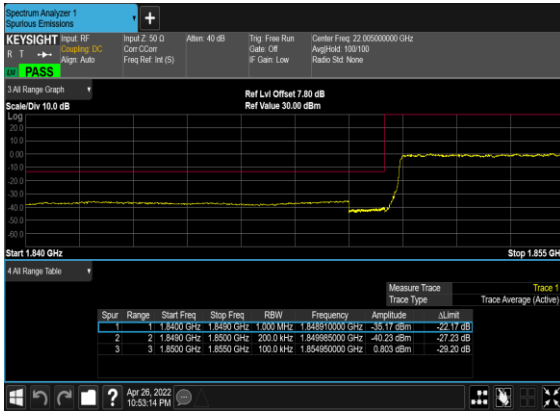 Spectrum Analyzer 1
Spurious Emissions
+
KEYSIGHT Input: RF Input Z: 50 Ω Atten: 40 dB Trig: Free Run Center Freq: 22.005000000 GHz
R T Coupling: DC Corr CCorr Gate: Off Avg|Hold: 100/100
Align: Auto Freq Ref: Int (S) IF Gain: Low Radio Std: None
PASS
3 All Range Graph
Ref Lvl Offset 7.80 dB
Scale/Div 10.0 dB Ref Value 30.00 dBm
Log
20.0
10.0
0.00
-10.0
-20.0
-30.0
-40.0
-50.0
-60.0
Start 1.840 GHz Stop 1.855 GH
4 All Range Table
Measure Trace Trace 1
Trace Type Trace Average (Active)
Spur Range Start Freq Stop Freq RBW Frequency Amplitude ΔLimit
1 1 1.8400 GHz 1.8490 GHz 1.000 MHz 1.848910000 GHz -35.17 dBm -22.17 dB
2 2 1.8490 GHz 1.8500 GHz 200.0 kHz 1.849985000 GHz -40.23 dBm -27.23 dB
3 3 1.8500 GHz 1.8550 GHz 100.0 kHz 1.854950000 GHz 0.803 dBm -29.20 dB
? Apr 26, 2022
10:53:14 PM